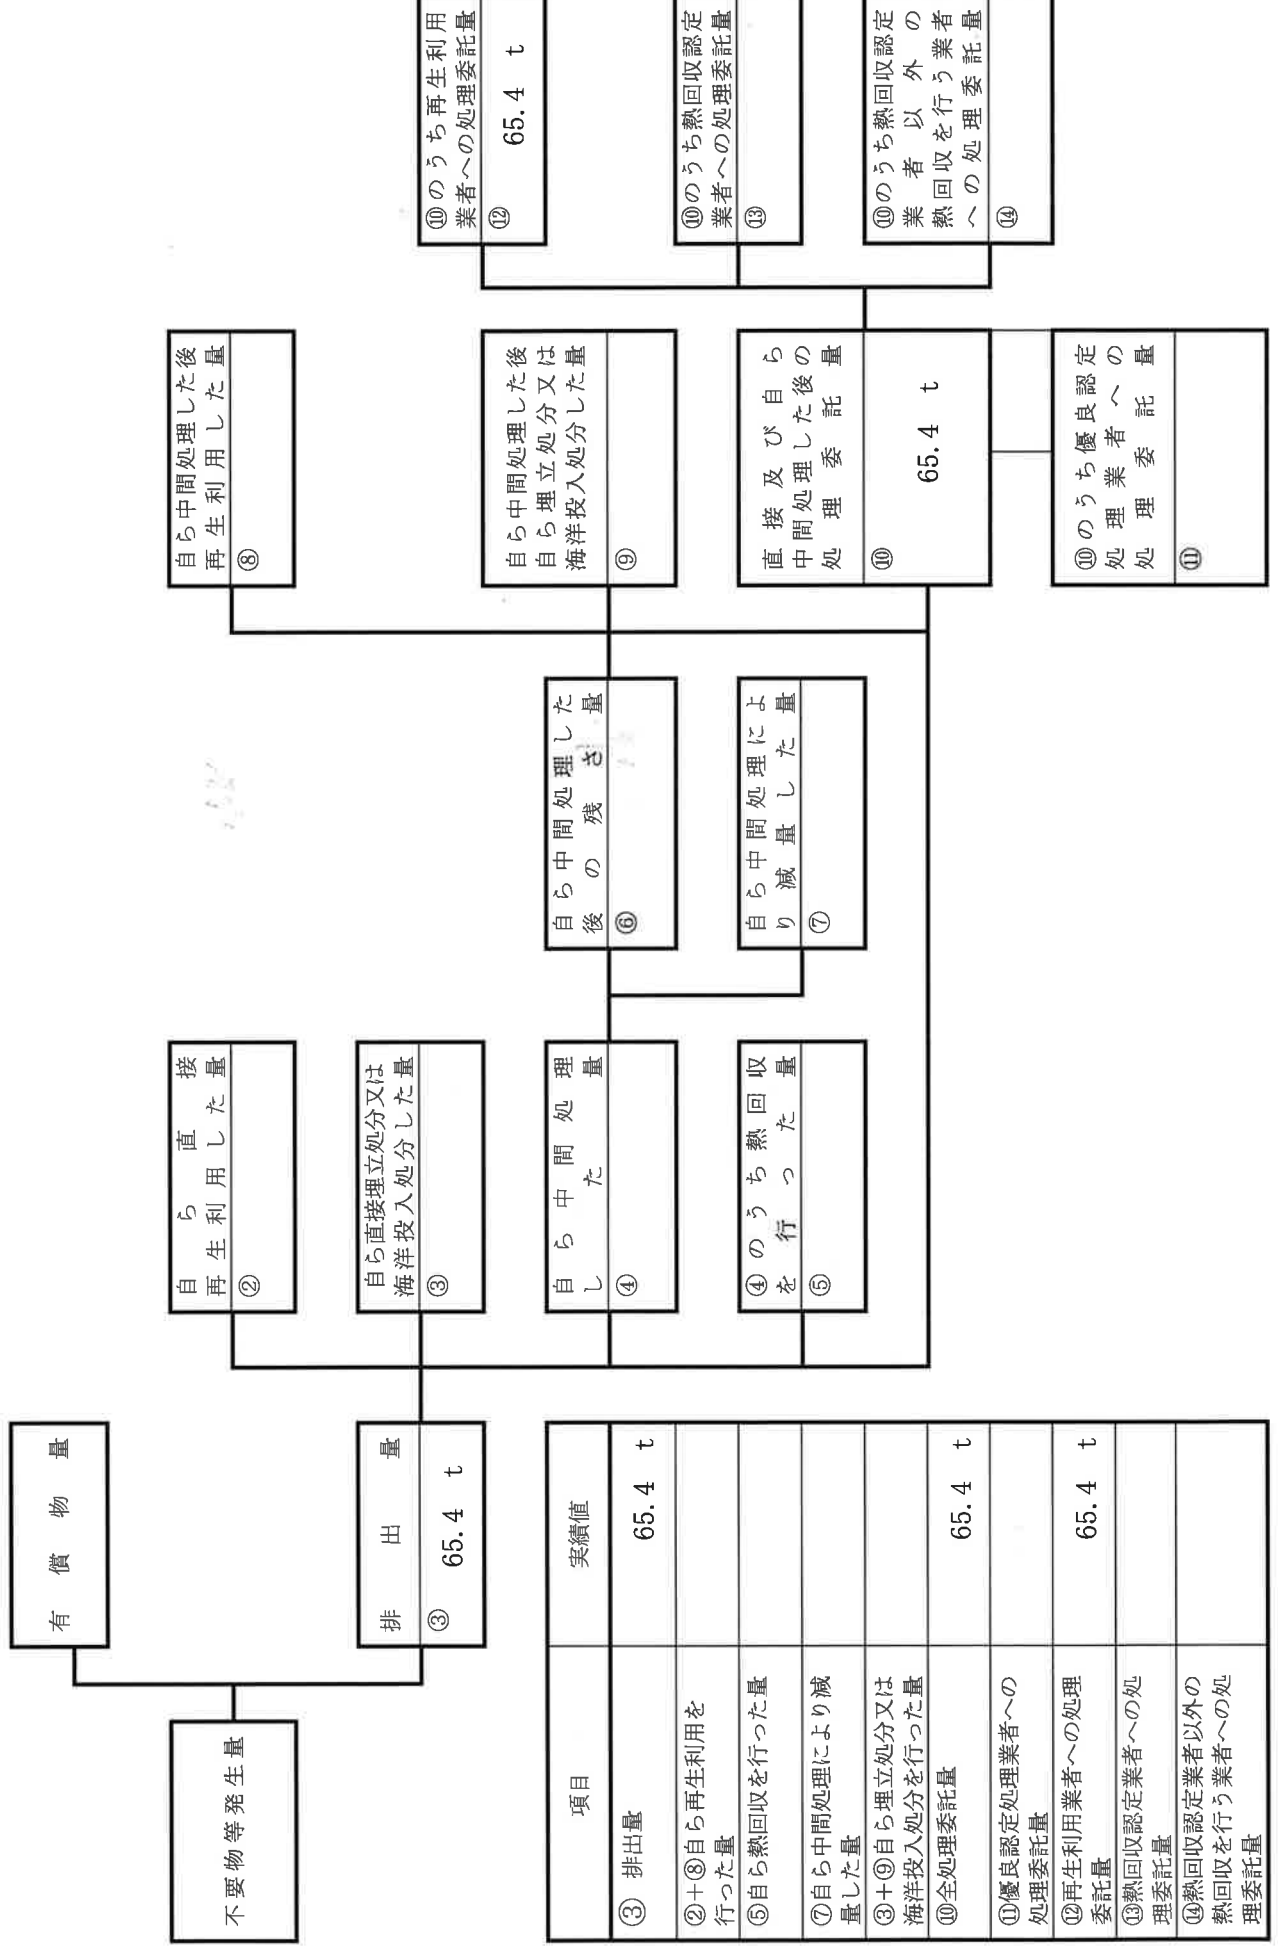 有償物量
不要物等発生量
排出量
③ 65.4 t
自ら直接
再生利用した量
②
自ら直接埋立処分又は
海洋投入処分した量
③
自ら中間処理
した量
④
④のうち熱回収
を行った量
⑤
自ら中間処理した
後の残さ量
⑥
自ら中間処理によ
り減量した量
⑦
自ら中間処理した後
再生利用した量
⑧
自ら中間処理した後
自ら埋立処分又は
海洋投入処分した量
⑨
直接及び自ら
中間処理した後の
処理委託量
⑩
65.4 t
⑩のうち優良認定
処理業者への
処理委託量
⑪
⑩のうち再生利用
業者への処理委託量
⑫
65.4 t
⑩のうち熱回収認定
業者への処理委託量
⑬
⑩のうち熱回収認定
業者以外の
熱回収を行う業者
への処理委託量
⑭
項目 実績値
③ 排出量 65.4 t
②+⑧自ら再生利用を
行った量
⑤自ら熱回収を行った量
⑦自ら中間処理により減
量した量
③+⑨自ら埋立処分又は
海洋投入処分を行った量
⑩全処理委託量 65.4 t
⑪優良認定処理業者への
処理委託量
⑫再生利用業者への処理
委託量 65.4 t
⑬熱回収認定業者への処
理委託量
⑭熱回収認定業者以外の
熱回収を行う業者への処
理委託量